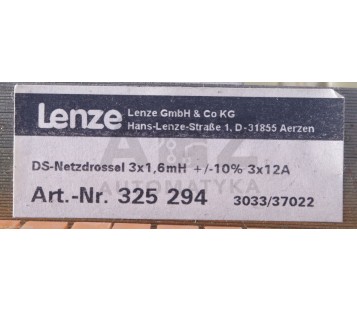 Lenze
Lenze GmbH & Co KG
Hans-Lenze-Straße 1, D-31855 Aerzen
DS-Netzdrossel 3x1,6mH +/-10% 3x12A
AUTOMATYKA
Art.-Nr. 325 294
3033/37022